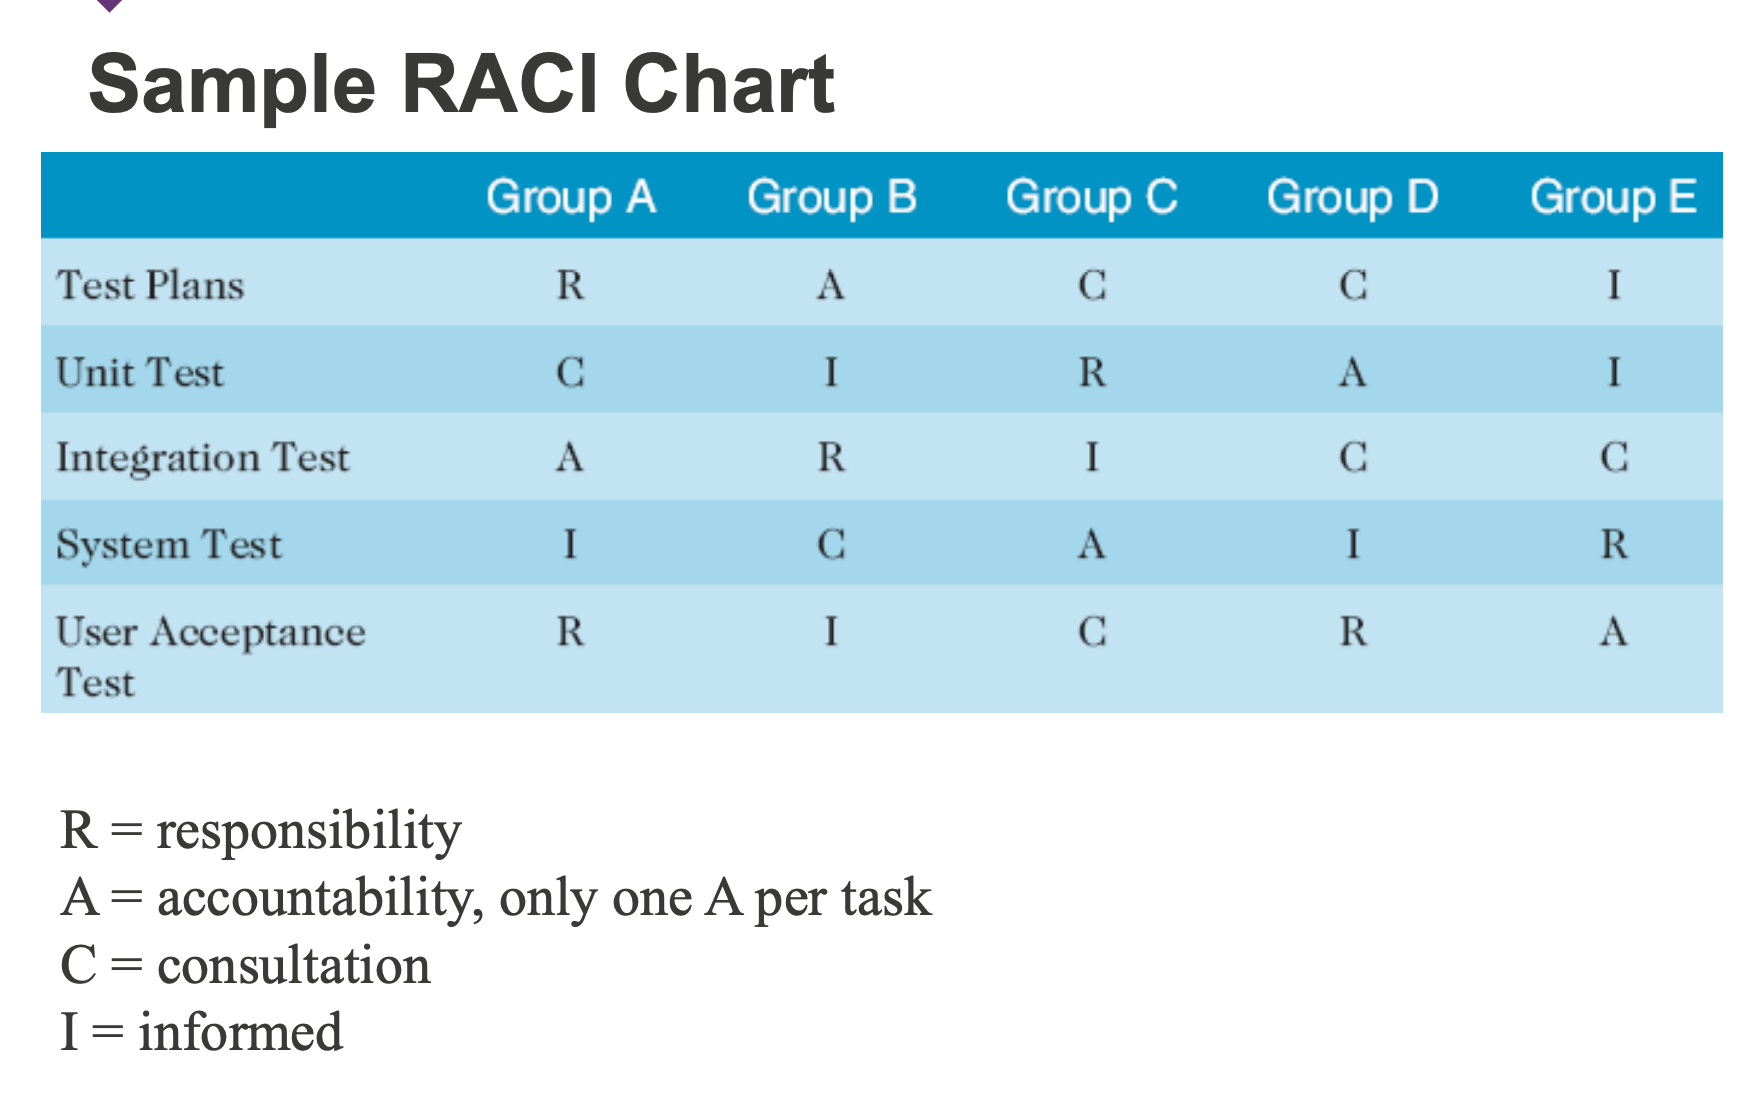 Sample RACI Chart
Group A Group B Group C Group D Group E
Test Plans R A C C I
Unit Test C I R A I
Integration Test A R I C C
System Test I C A I R
User Acceptance R I C R A
Test
R = responsibility
A = accountability, only one A per task
C = consultation
I = informed